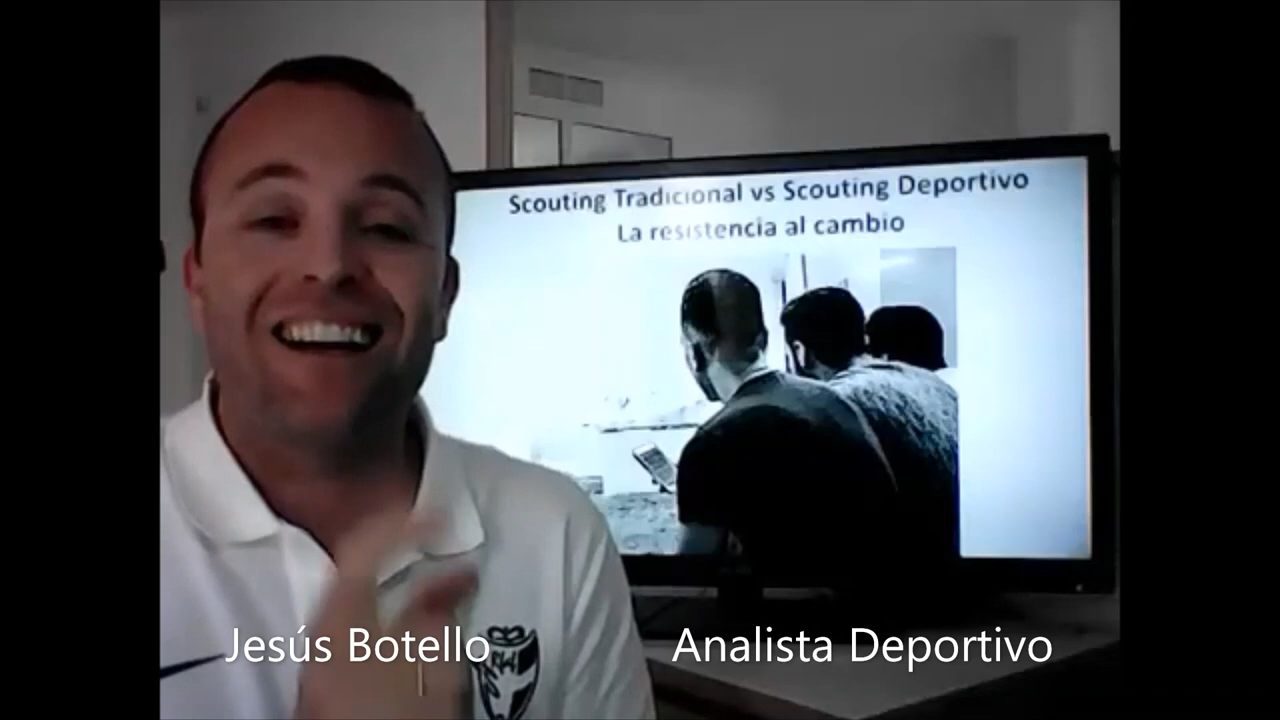 Scouting Tradicional vs Scouting Deportivo
La resistencia al cambio
Jesús Botello
Analista Deportivo